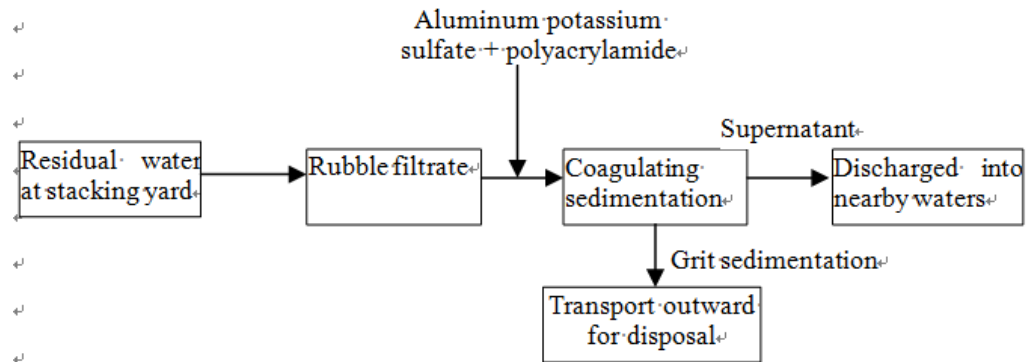 Aluminum potassium
sulfate + polyacrylamide
Supernatant
Residual water
at stacking yard
Rubble filtrate
Coagulating
sedimentation
Discharged into
nearby waters
Grit sedimentation
Transport outward
for disposal